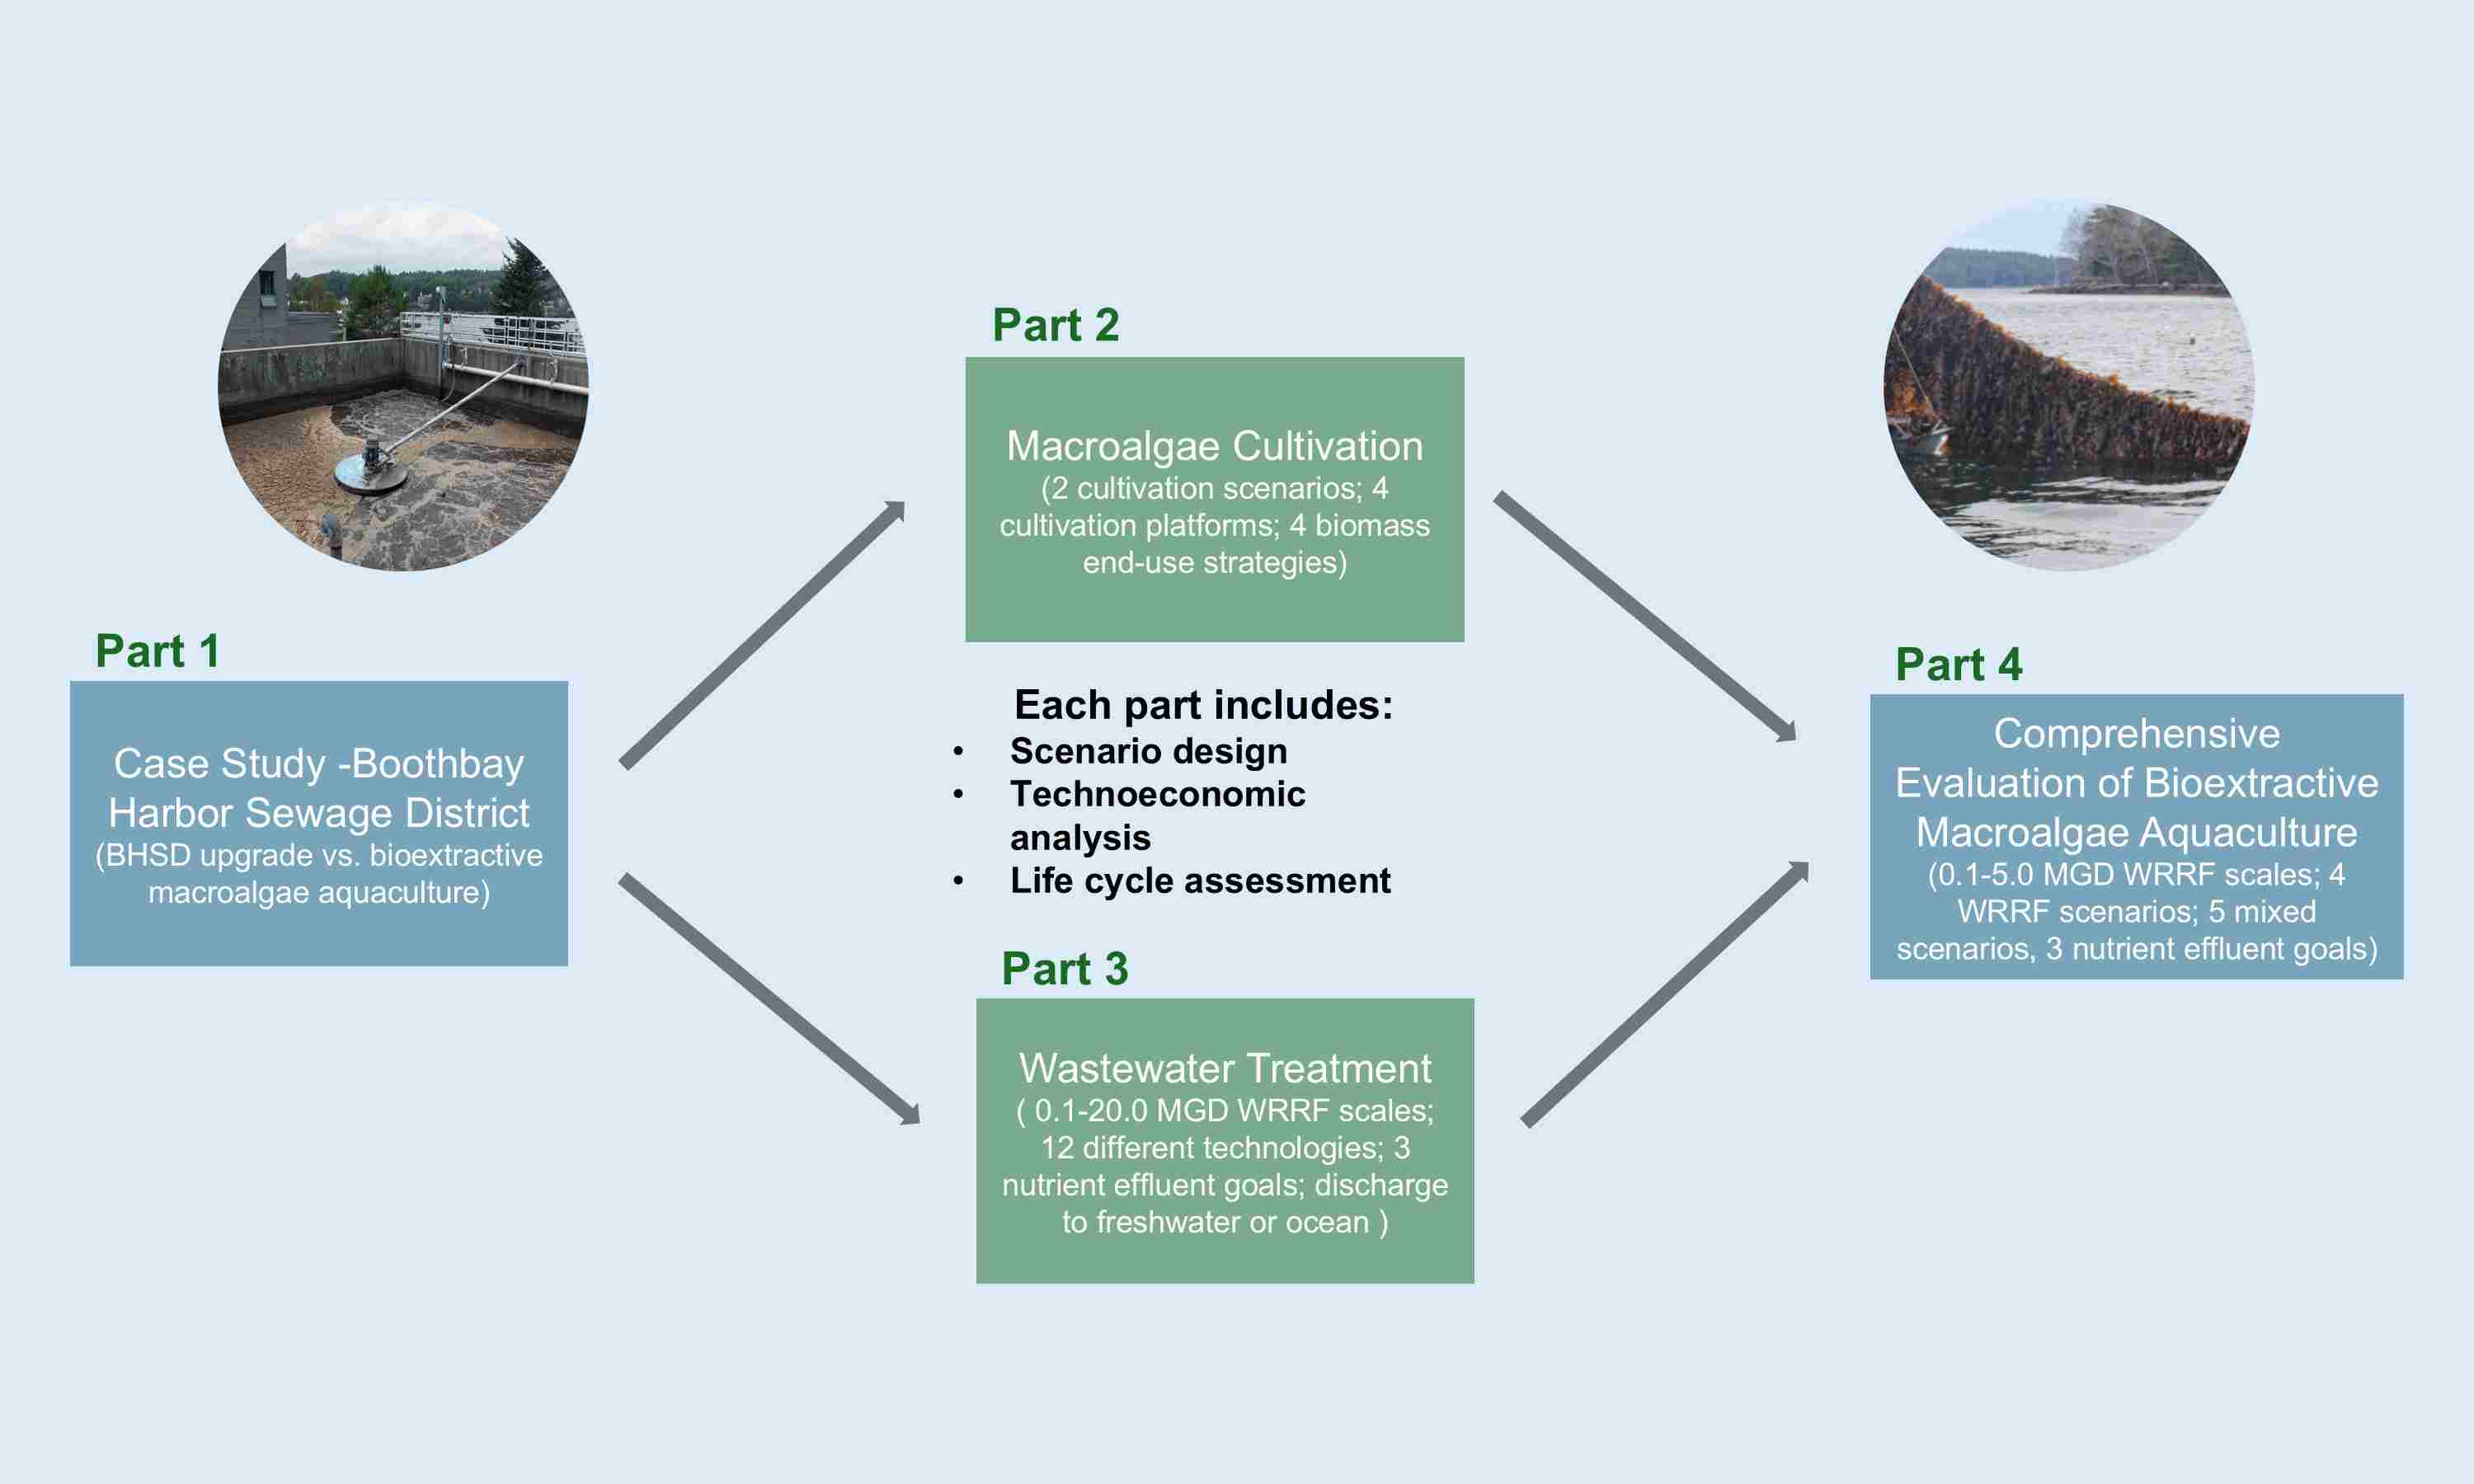 Part 1
Case Study -Boothbay
Harbor Sewage District
(BHSD upgrade vs. bioextractive
macroalgae aquaculture)
Part 2
Macroalgae Cultivation
(2 cultivation scenarios; 4
cultivation platforms; 4 biomass
end-use strategies)
Each part includes:
• Scenario design
• Technoeconomic
analysis
• Life cycle assessment
Part 3
Wastewater Treatment
( 0.1-20.0 MGD WRRF scales;
12 different technologies; 3
nutrient effluent goals; discharge
to freshwater or ocean )
Part 4
Comprehensive
Evaluation of Bioextractive
Macroalgae Aquaculture
(0.1-5.0 MGD WRRF scales; 4
WRRF scenarios; 5 mixed
scenarios, 3 nutrient effluent goals)